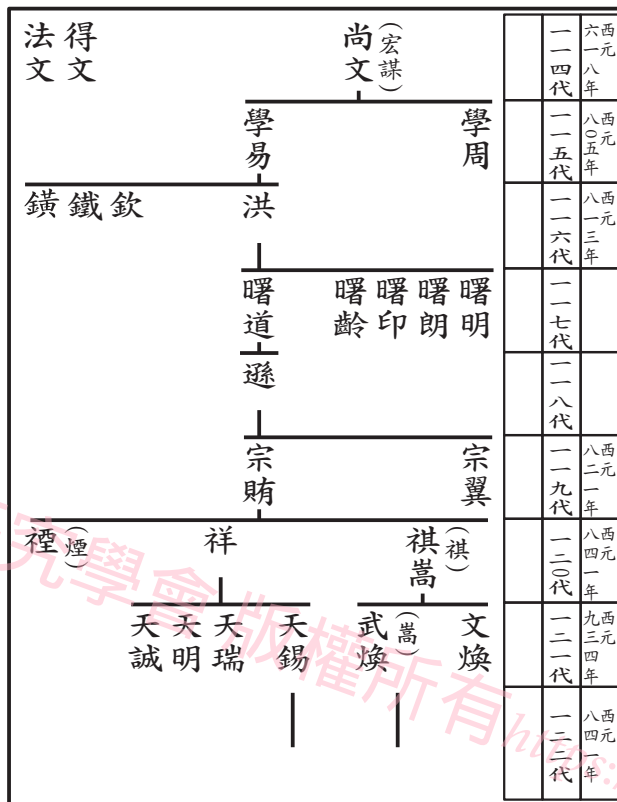 西元六一八年
一一四代
尚文
(宏謀)
得文
法文
西元八0五年
一一五代
學周
學易
西元八一三年
一一六代
洪
欽
鐵
鐄
一一七代
曙明
曙朗
曙印
曙齡
曙道
一一八代
遜
西元八二一年
一一九代
宗翼
宗賄
西元八四一年
一二0代
(祺)
祺嵩
祥
(煙)
禋
西元九三四年
一二一代
文煥
(嵩)
武煥
天錫
天瑞
天明
天誠
西元八四一年
一二二代
究學會 版權所有 https:/